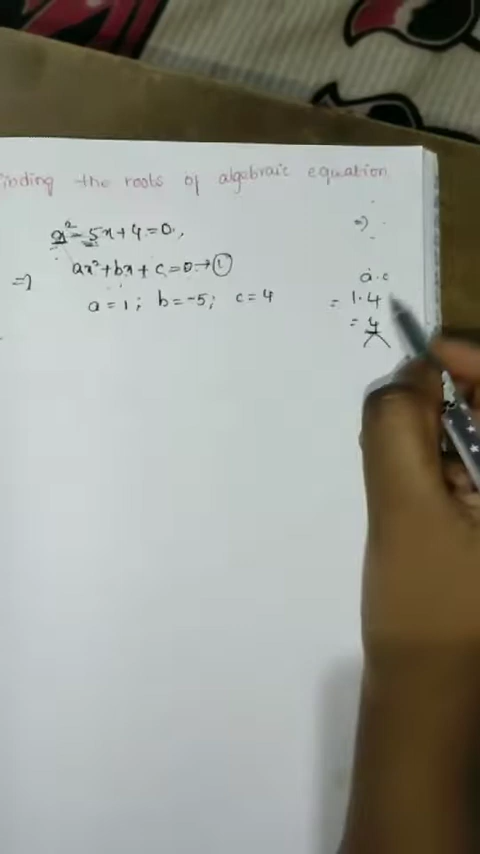 inding the roots of algebraic equation
x² - 5x + 4 = 0.,
=)
⇒ ax² + bx + c = 0 → ①
a.c
a = 1 ; b = -5; c = 4
= 1.4
= 4